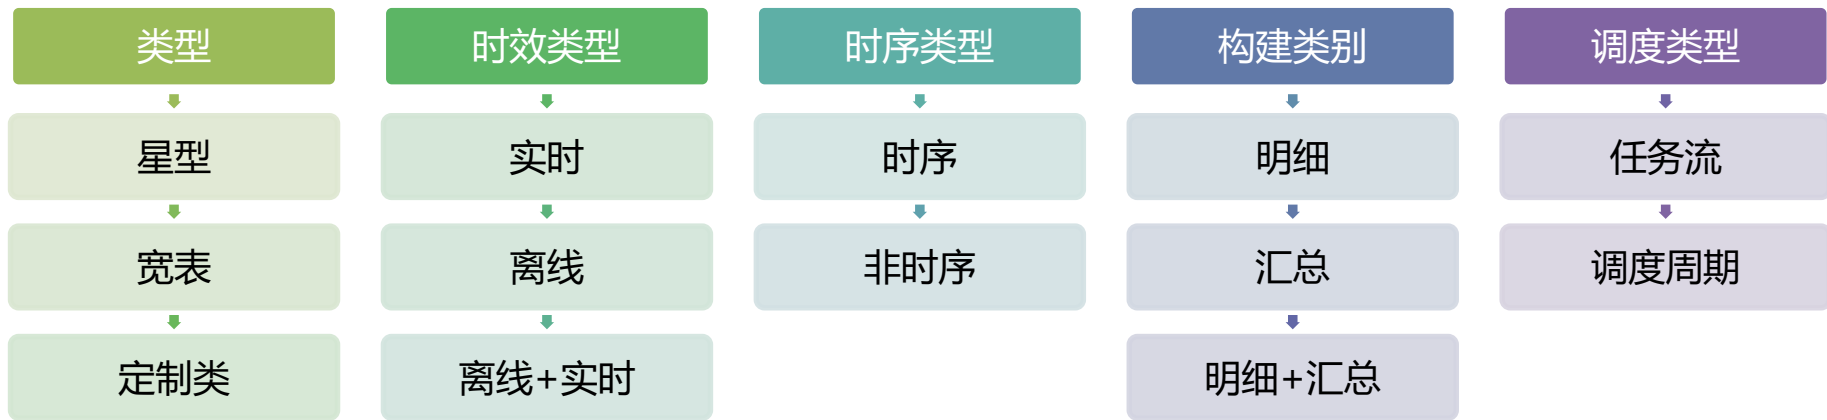 类型
星型
宽表
定制类
时效类型
实时
离线
离线+实时
时序类型
时序
非时序
构建类别
明细
汇总
明细+汇总
调度类型
任务流
调度周期